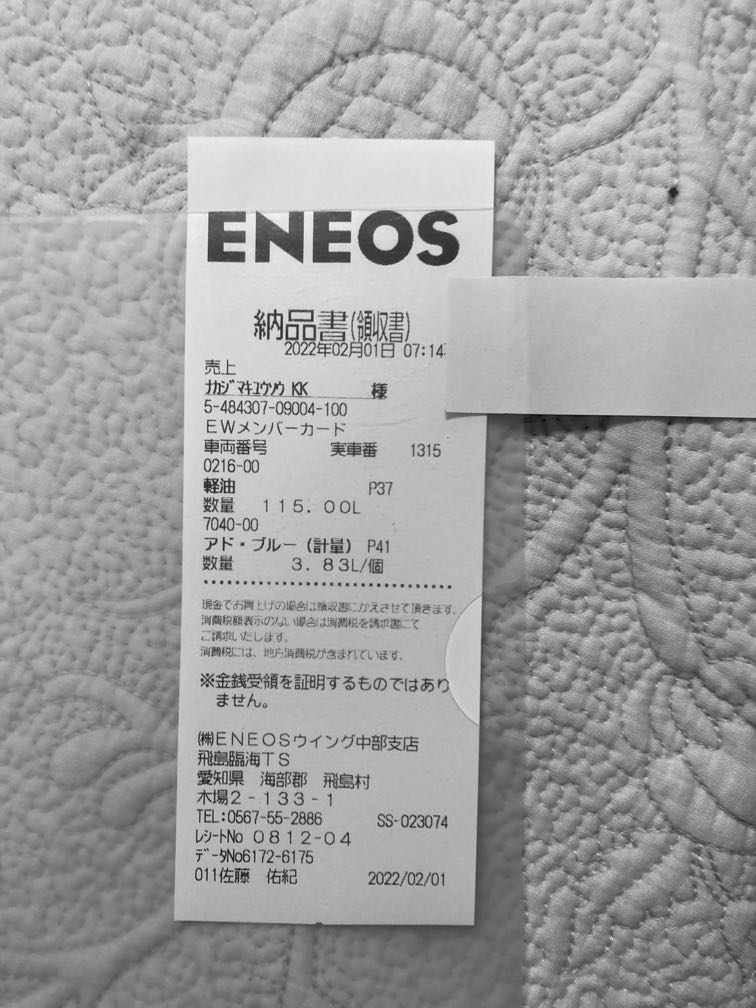 ENEOS
納品書(領収書)
2022年02月01日 07:14
売上
ﾅｶｼﾞﾏｷﾕｳｿｳ KK 様
5-484307-09004-100
EWメンバーカード
車両番号 実車番 1315
0216-00
軽油 P37
数量 115.00L
7040-00
アド・ブルー(計量) P41
数量 3.83L/個
現金でお買上げの場合は領収書にかえさせて頂きます。
消費税額表示のない場合は消費税を請求書にて
ご請求いたします。
消費税には、地方消費税が含まれています。
※金銭受領を証明するものではあり
ません。
㈱ENEOSウイング中部支店
飛島臨海TS
愛知県 海部郡 飛島村
木場2-133-1
TEL:0567-55-2886 SS-023074
ﾚｼｰﾄNo 0812-04
ﾃﾞｰﾀNo6172-6175
011佐藤 佑紀 2022/02/01